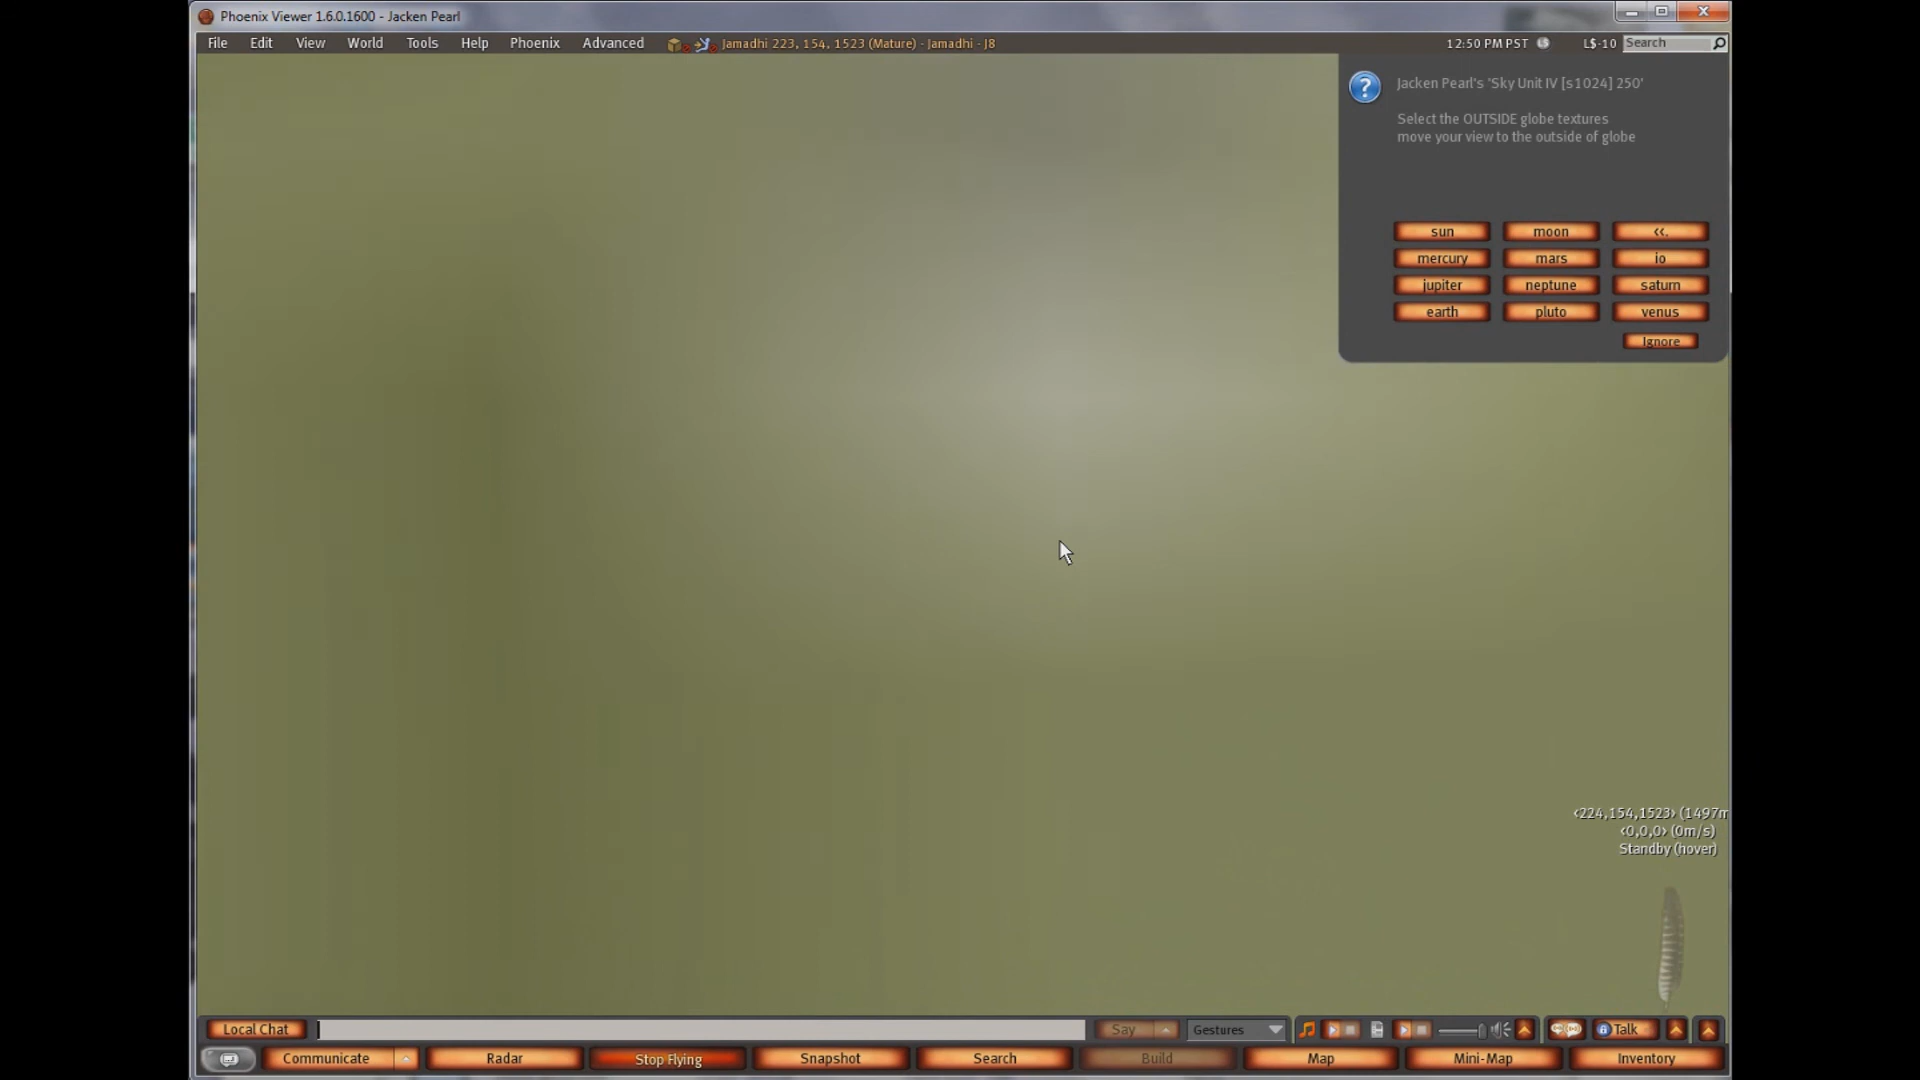 Phoenix Viewer 1.6.0.1600 - Jacken Pearl
File Edit View World Tools Help Phoenix Advanced Jamadhi 223, 154, 1523 (Mature) - Jamadhi - J8 12:50 PM PST L$-10 Search
Jacken Pearl's 'Sky Unit IV [s1024] 250'
Select the OUTSIDE globe textures
move your view to the outside of globe
sun moon <<.
mercury mars io
jupiter neptune saturn
earth pluto venus
Ignore
<224,154,1523> (1497m
<0,0,0> (0m/s)
Standby (hover)
Local Chat Say Gestures Talk
Communicate Radar Stop Flying Snapshot Search Build Map Mini-Map Inventory